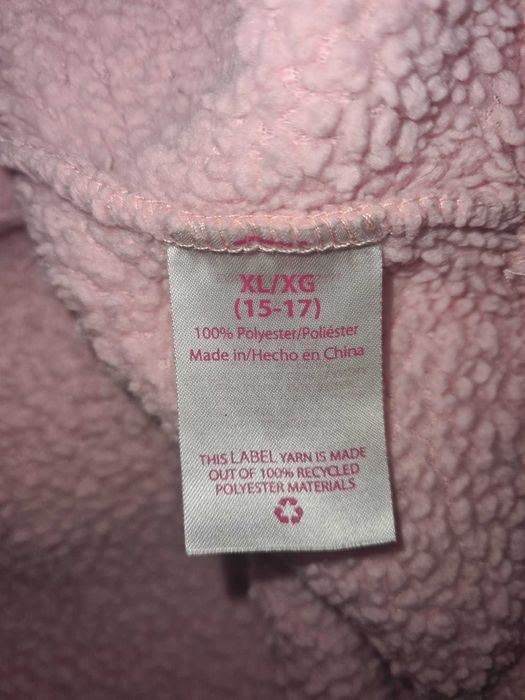 XL/XG
(15-17)
100% Polyester/Poliéster
Made in/Hecho en China
THIS LABEL YARN IS MADE
OUT OF 100% RECYCLED
POLYESTER MATERIALS